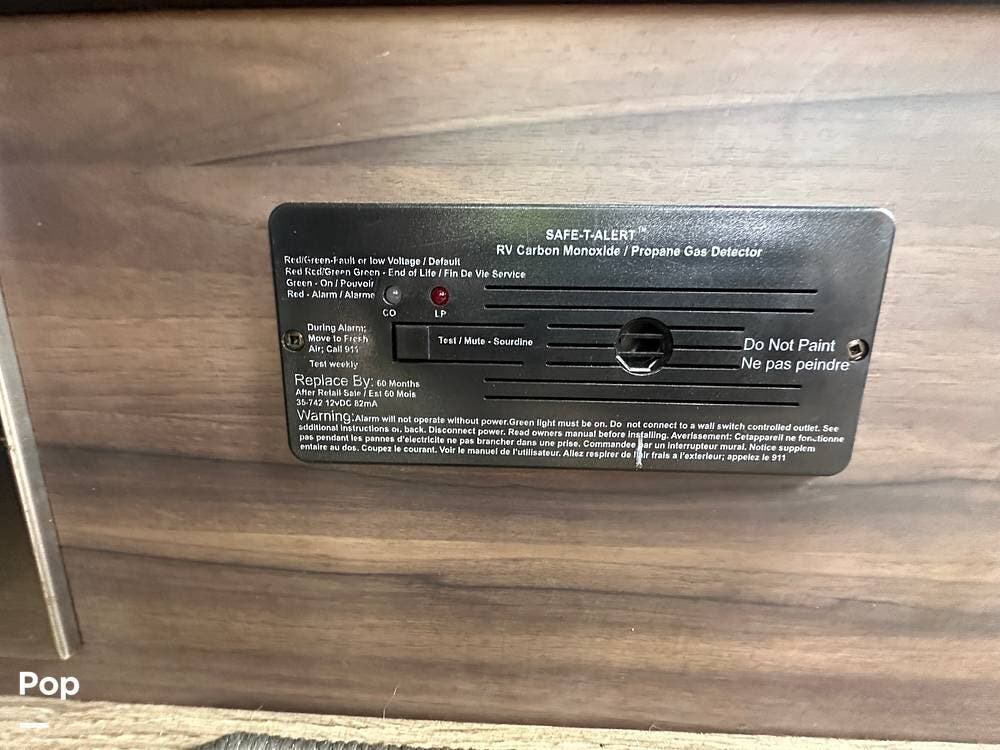 SAFE-T-ALERT™
RV Carbon Monoxide / Propane Gas Detector
Red/Green-Fault or low Voltage / Default
Red Red/Green Green - End of Life / Fin De Vie Service
Green - On / Pouvoir
Red - Alarm / Alarme
CO
LP
During Alarm;
Move to Fresh
Air; Call 911
Test weekly
Test / Mute - Sourdine
Do Not Paint
Ne pas peindre
Replace By: 60 Months
After Retail Sale / Est 60 Mois
35-742 12vDC 82mA
Warning: Alarm will not operate without power. Green light must be on. Do not connect to a wall switch controlled outlet. See
additional instructions on back. Disconnect power. Read owners manual before installing. Averissement: Cetappareil ne fonctionne
pas pendant les pannes d'electricite ne pas brancher dans une prise. Commandee par un interrupteur mural. Notice supplem
entaire au dos. Coupez le courant. Voir le manuel de l'utilisateur. Allez respirer de l'air frais a l'exterieur; appelez le 911
Pop